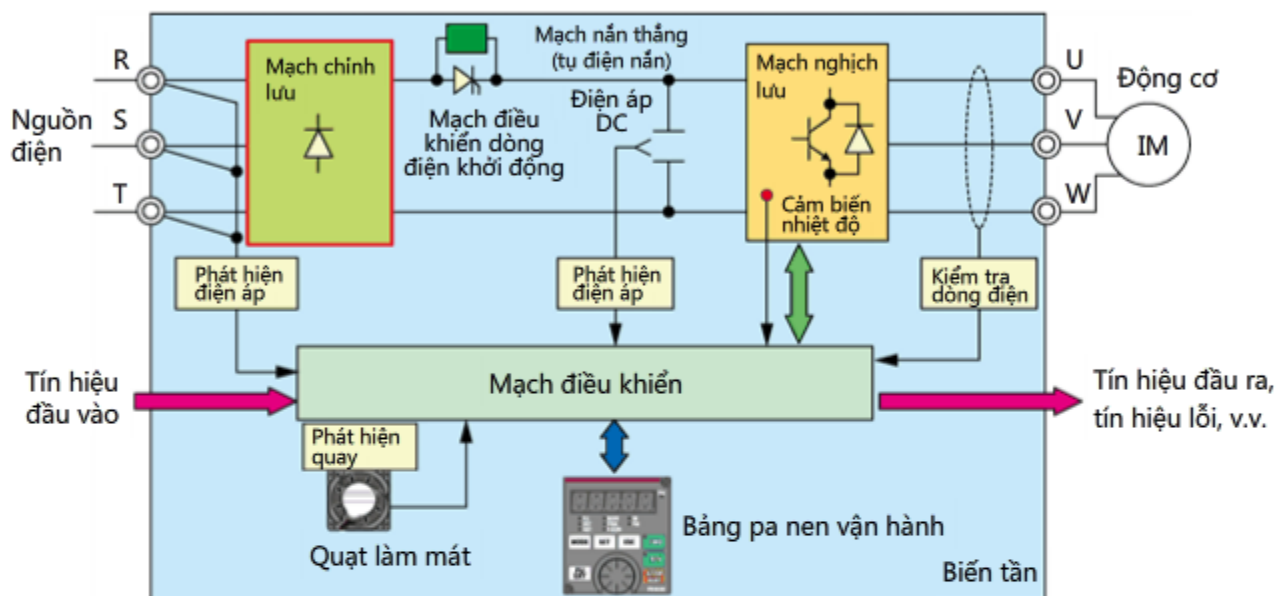 R
S
T
Nguồn
điện
Mạch chỉnh
lưu
Mạch điều
khiển dòng
điện khởi động
Mạch nắn thẳng
(tụ điện nắn)
Điện áp
DC
Mạch nghịch
lưu
Cảm biến
nhiệt độ
U
V
W
Động cơ
IM
Phát hiện
điện áp
Phát hiện
điện áp
Kiểm tra
dòng điện
Tín hiệu
đầu vào
Mạch điều khiển
Tín hiệu đầu ra,
tín hiệu lỗi, v.v.
Phát hiện
quay
Quạt làm mát
MODE SET ESC
Bảng pa nen vận hành
Biến tần